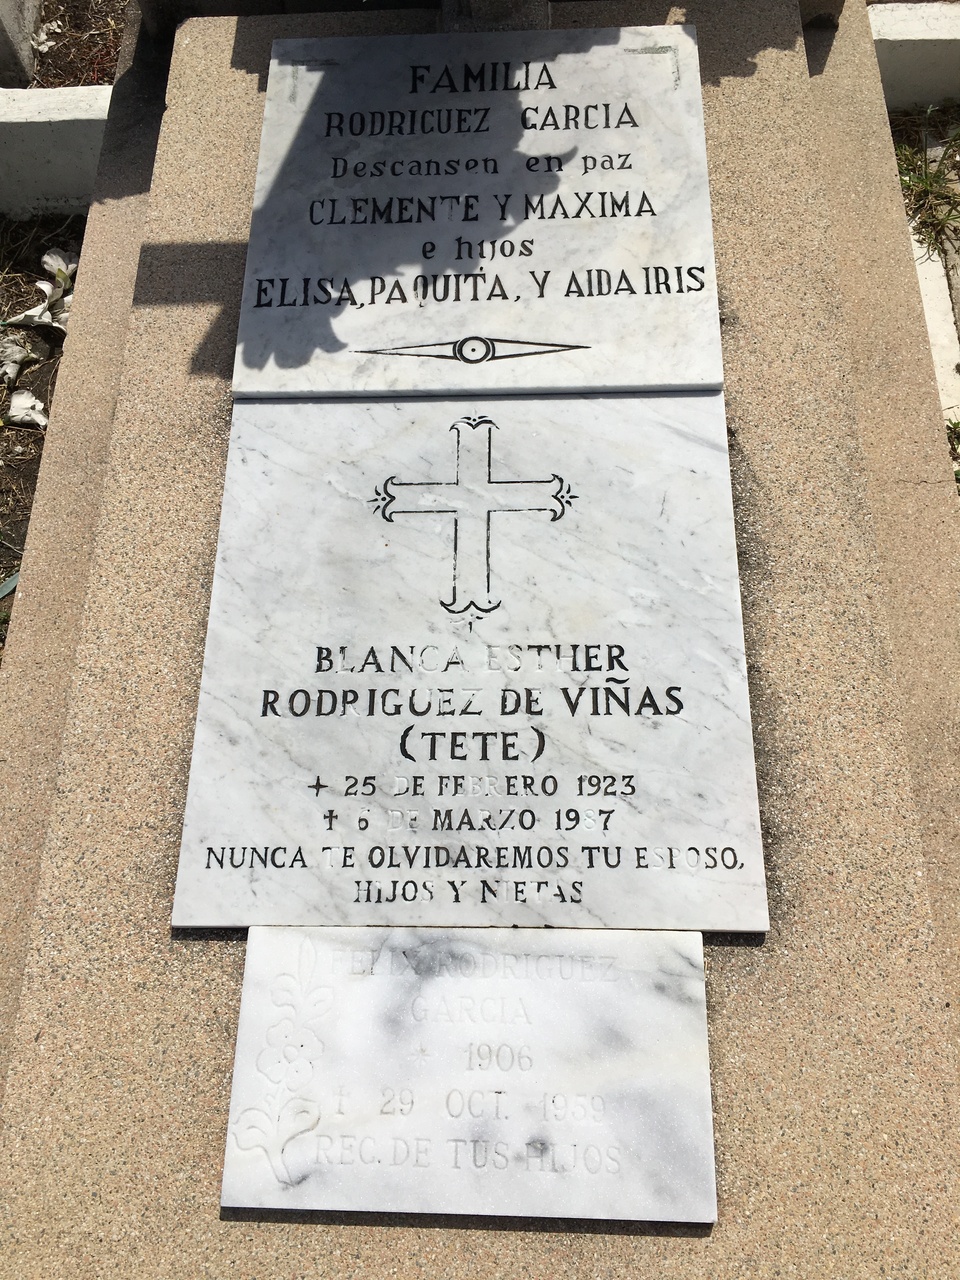 FAMILIA
RODRIGUEZ GARCIA
Descansen en paz
CLEMENTE Y MAXIMA
e hijos
ELISA, PAQUITA, Y AIDA IRIS
BLANCA ESTHER
RODRIGUEZ DE VIÑAS
(TETE)
25 DE FEBRERO 1923
✝ 6 DE MARZO 1987
NUNCA TE OLVIDAREMOS TU ESPOSO,
HIJOS Y NIETAS
FELIX RODRIGUEZ
GARCIA
1906
✝ 29 OCT. 1959
REC. DE TUS HIJOS